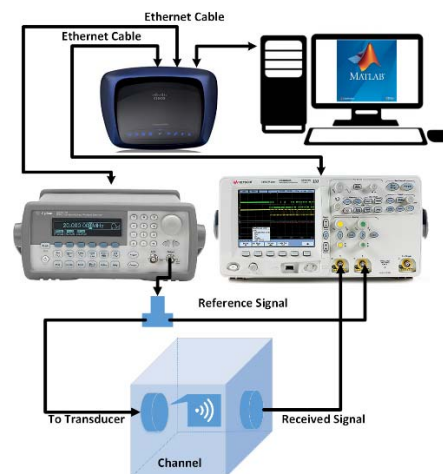 Ethernet Cable
Ethernet Cable
MATLAB
Reference Signal
To Transducer
Received Signal
Channel